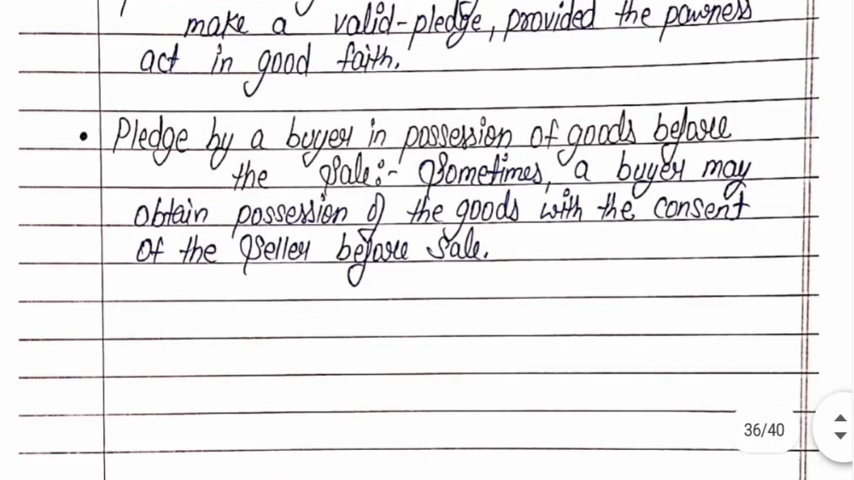 make a valid-pledge, provided the pawness
act in good faith.
• Pledge by a buyer in possession of goods before
the Sale:- Sometimes, a buyer may
obtain possession of the goods with the consent
of the Seller before Sale.
36/40